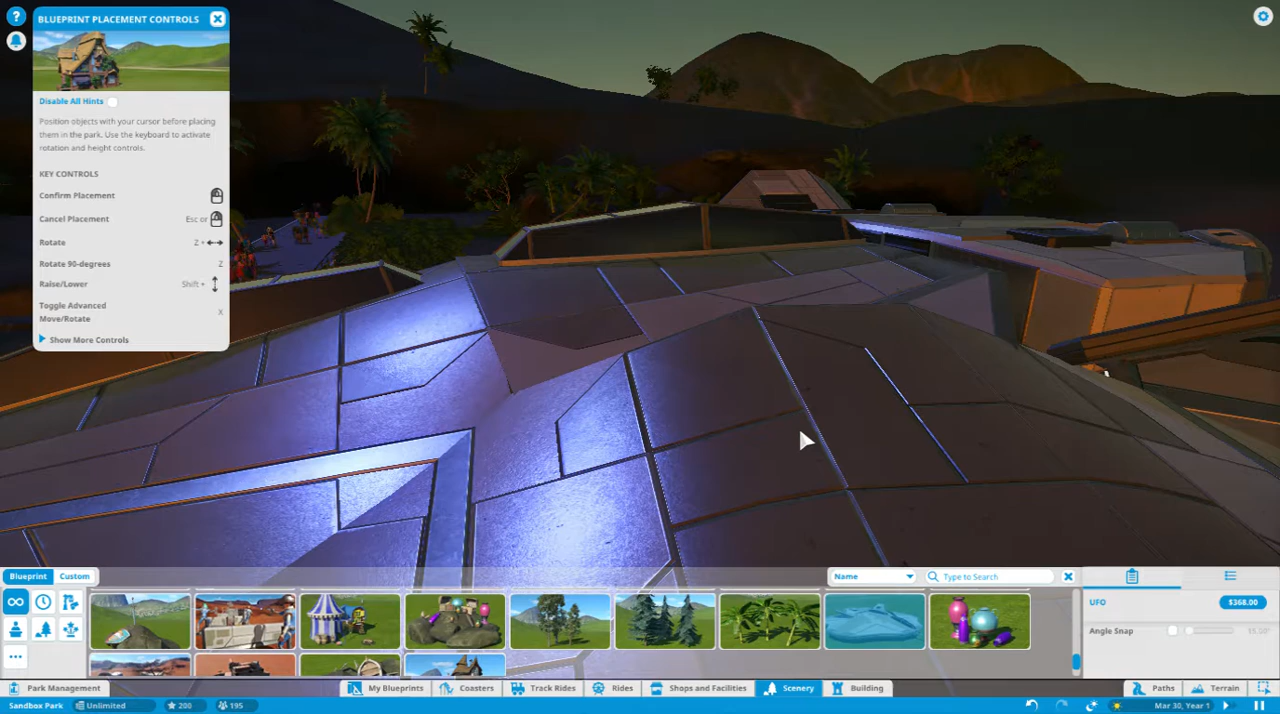 ?
BLUEPRINT PLACEMENT CONTROLS
Disable All Hints
Position objects with your cursor before placing
them in the park. Use the keyboard to activate
rotation and height controls.
KEY CONTROLS
Confirm Placement
Cancel Placement Esc or
Rotate Z +
Rotate 90-degrees Z
Raise/Lower Shift +
Toggle Advanced
Move/Rotate X
Show More Controls
Blueprint Custom
Name
Type to Search
UFO $368.00
Angle Snap
My Blueprints Coasters Track Rides Rides Shops and Facilities Scenery Building
Park Management
Paths Terrain
Sandbox Park Unlimited 200 195
Mar 30, Year 1